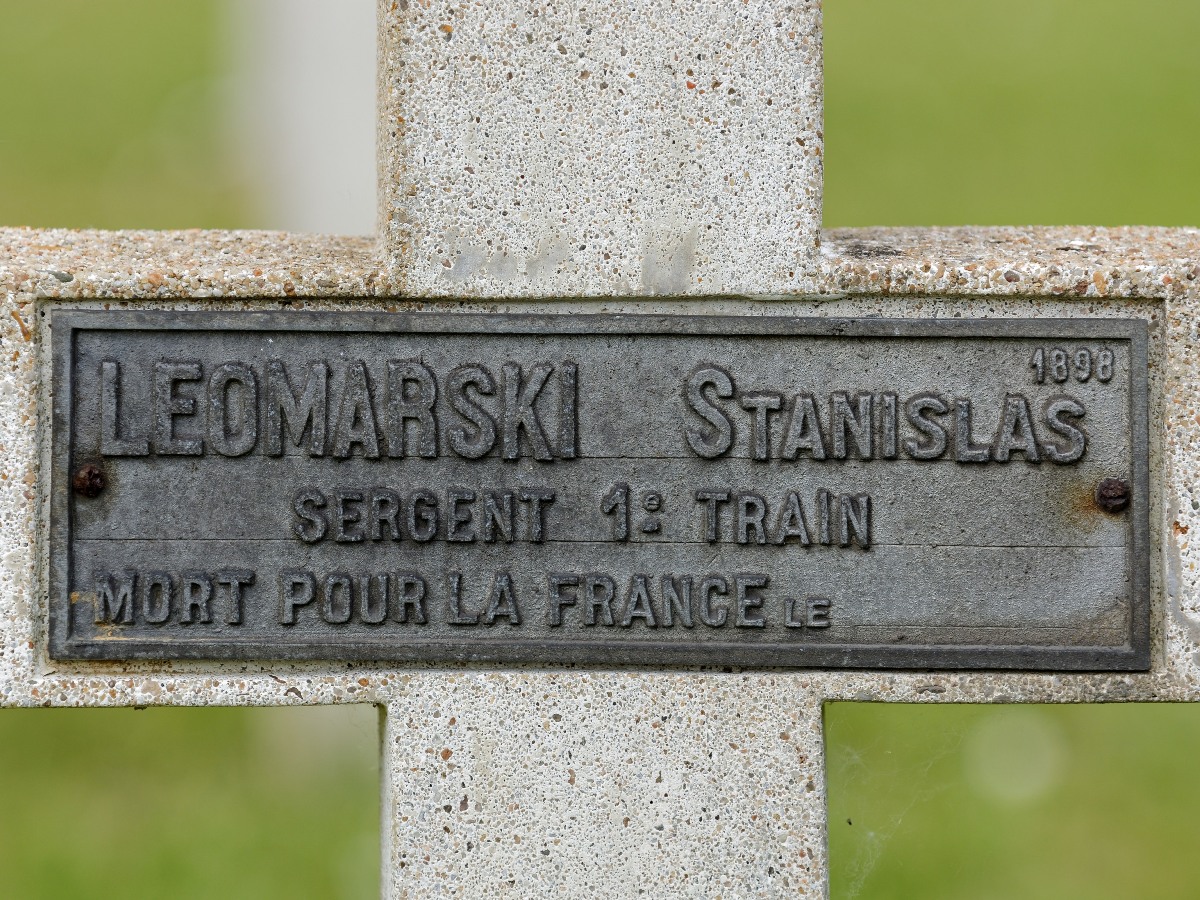 LEOMARSKI STANISLAS 1898
SERGENT 1e TRAIN
MORT POUR LA FRANCE LE